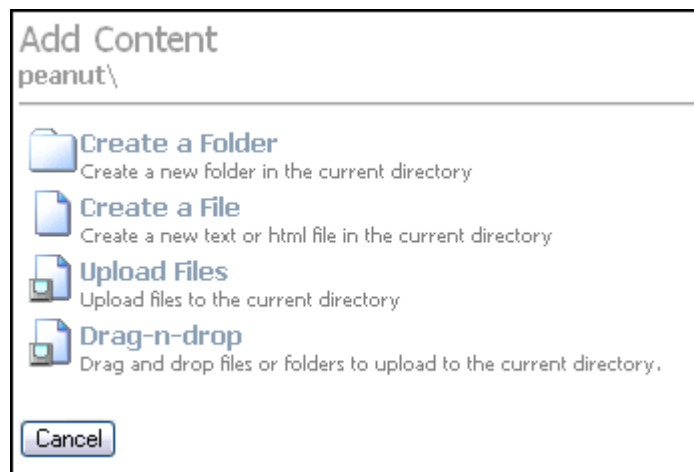 Add Content
peanut\
Create a Folder
Create a new folder in the current directory
Create a File
Create a new text or html file in the current directory
Upload Files
Upload files to the current directory
Drag-n-drop
Drag and drop files or folders to upload to the current directory.
Cancel